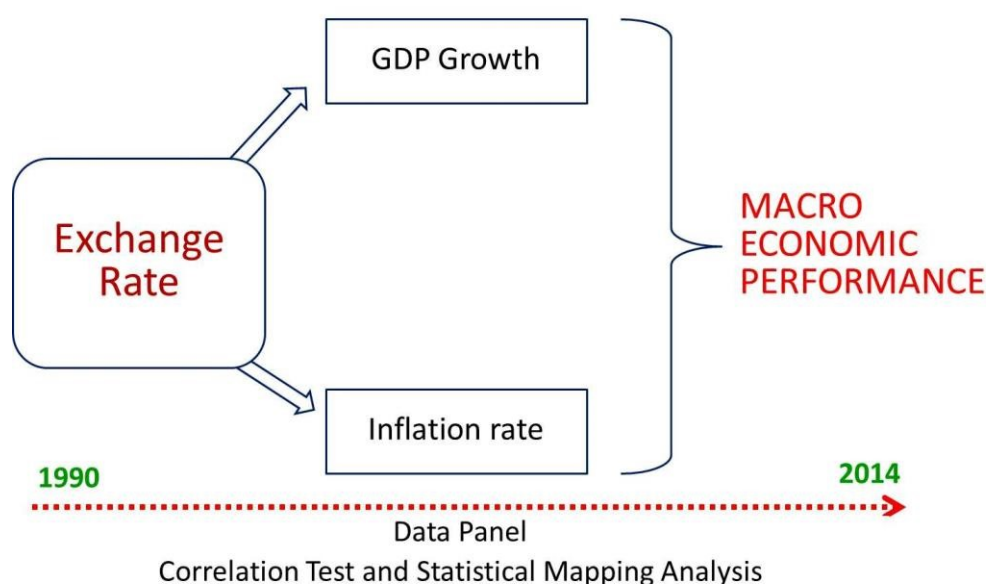 GDP Growth
Exchange
Rate
MACRO
ECONOMIC
PERFORMANCE
Inflation rate
1990
2014
Data Panel
Correlation Test and Statistical Mapping Analysis